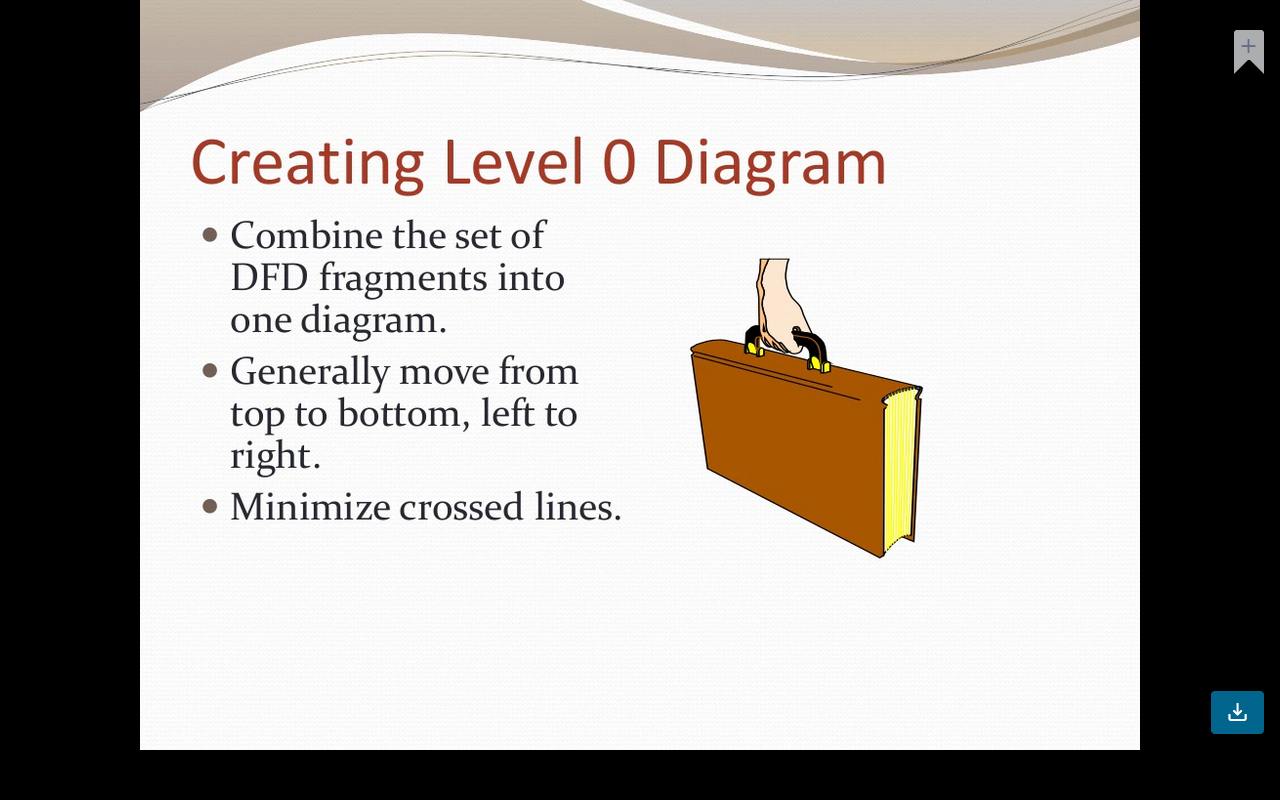 Creating Level 0 Diagram
• Combine the set of
DFD fragments into
one diagram.
• Generally move from
top to bottom, left to
right.
• Minimize crossed lines.